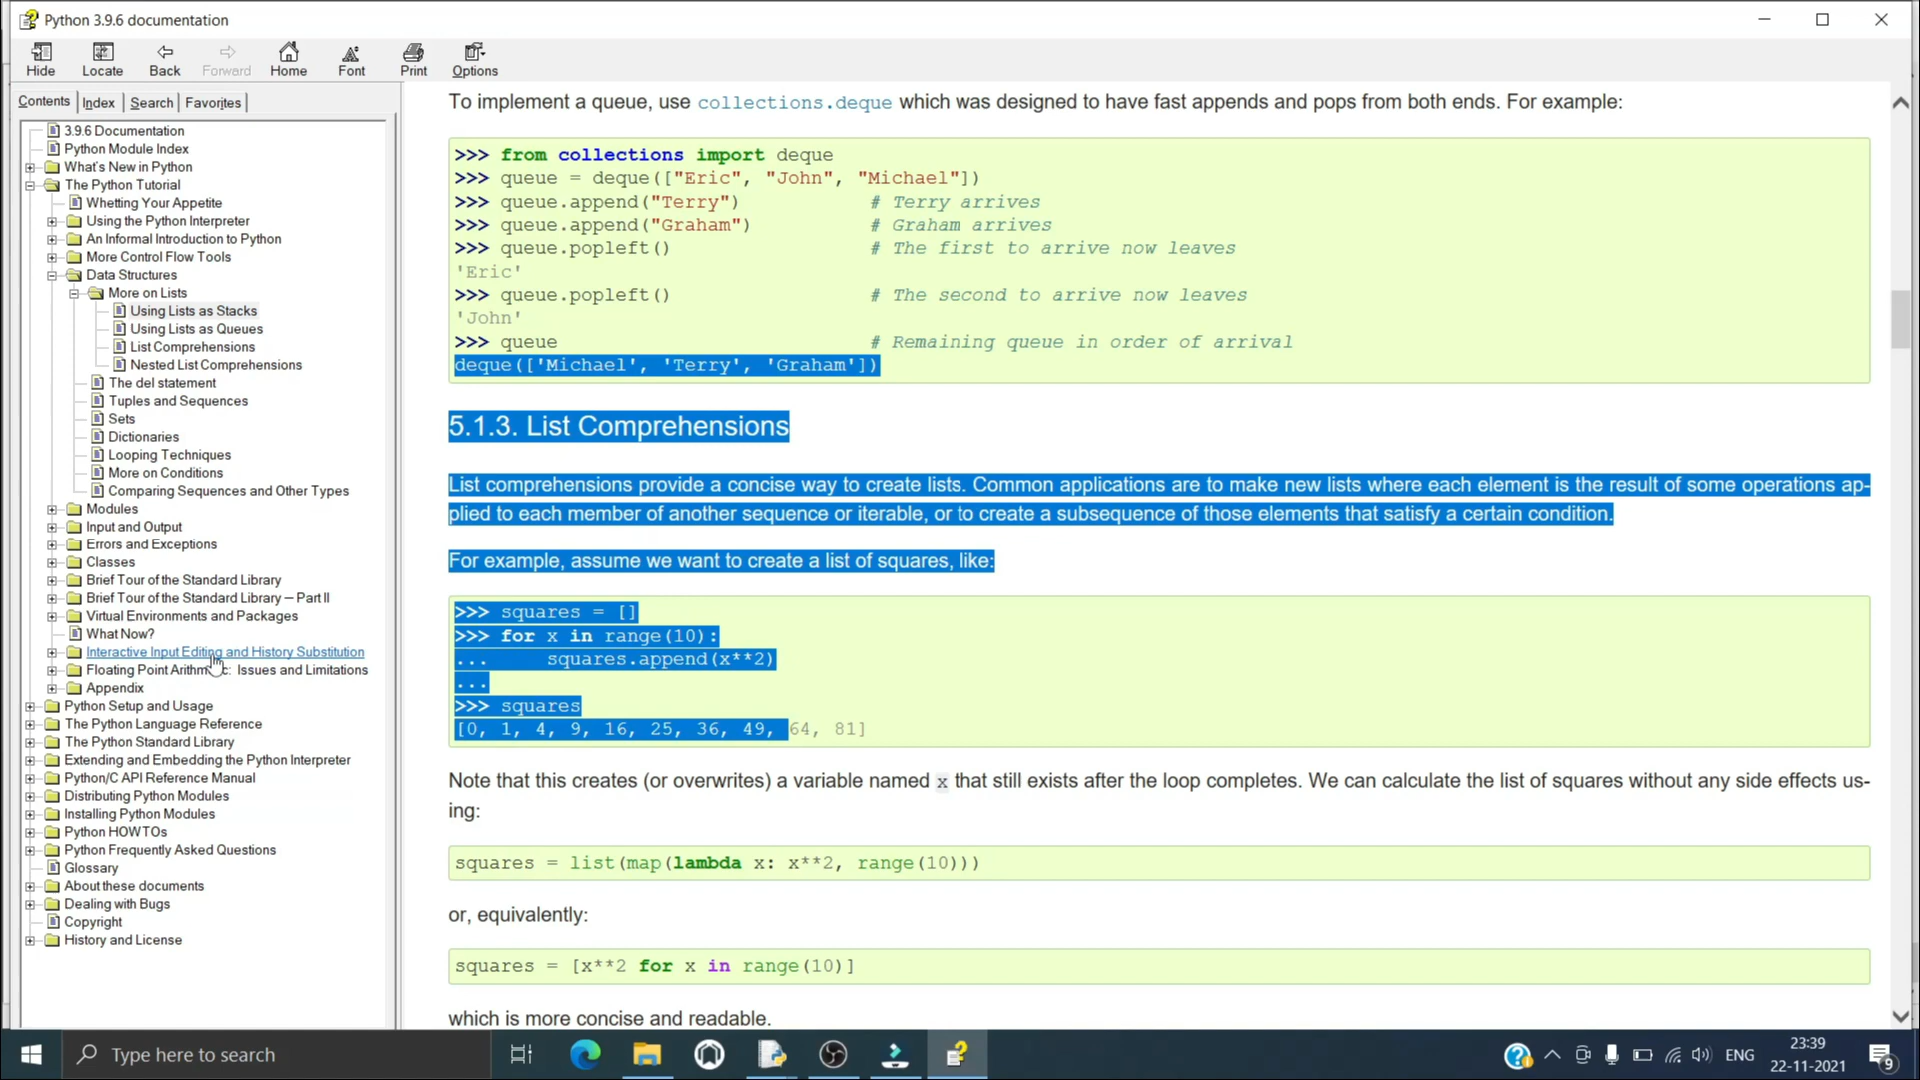 Python 3.9.6 documentation
Hide Locate Back Forward Home Font Print Options
Contents Index Search Favorites
3.9.6 Documentation
Python Module Index
What's New in Python
The Python Tutorial
Whetting Your Appetite
Using the Python Interpreter
An Informal Introduction to Python
More Control Flow Tools
Data Structures
More on Lists
Using Lists as Stacks
Using Lists as Queues
List Comprehensions
Nested List Comprehensions
The del statement
Tuples and Sequences
Sets
Dictionaries
Looping Techniques
More on Conditions
Comparing Sequences and Other Types
Modules
Input and Output
Errors and Exceptions
Classes
Brief Tour of the Standard Library
Brief Tour of the Standard Library — Part II
Virtual Environments and Packages
What Now?
Interactive Input Editing and History Substitution
Floating Point Arithm c: Issues and Limitations
Appendix
Python Setup and Usage
The Python Language Reference
The Python Standard Library
Extending and Embedding the Python Interpreter
Python/C API Reference Manual
Distributing Python Modules
Installing Python Modules
Python HOWTOs
Python Frequently Asked Questions
Glossary
About these documents
Dealing with Bugs
Copyright
History and License
To implement a queue, use collections.deque which was designed to have fast appends and pops from both ends. For example:
>>> from collections import deque
>>> queue = deque(["Eric", "John", "Michael"])
>>> queue.append("Terry") # Terry arrives
>>> queue.append("Graham") # Graham arrives
>>> queue.popleft() # The first to arrive now leaves
'Eric'
>>> queue.popleft() # The second to arrive now leaves
'John'
>>> queue # Remaining queue in order of arrival
deque(['Michael', 'Terry', 'Graham'])
5.1.3. List Comprehensions
List comprehensions provide a concise way to create lists. Common applications are to make new lists where each element is the result of some operations ap-
plied to each member of another sequence or iterable, or to create a subsequence of those elements that satisfy a certain condition.
For example, assume we want to create a list of squares, like:
>>> squares = []
>>> for x in range(10):
... squares.append(x**2)
...
>>> squares
[0, 1, 4, 9, 16, 25, 36, 49, 64, 81]
Note that this creates (or overwrites) a variable named x that still exists after the loop completes. We can calculate the list of squares without any side effects us-
ing:
squares = list(map(lambda x: x**2, range(10)))
or, equivalently:
squares = [x**2 for x in range(10)]
which is more concise and readable.
Type here to search
ENG
23:39
22-11-2021
9